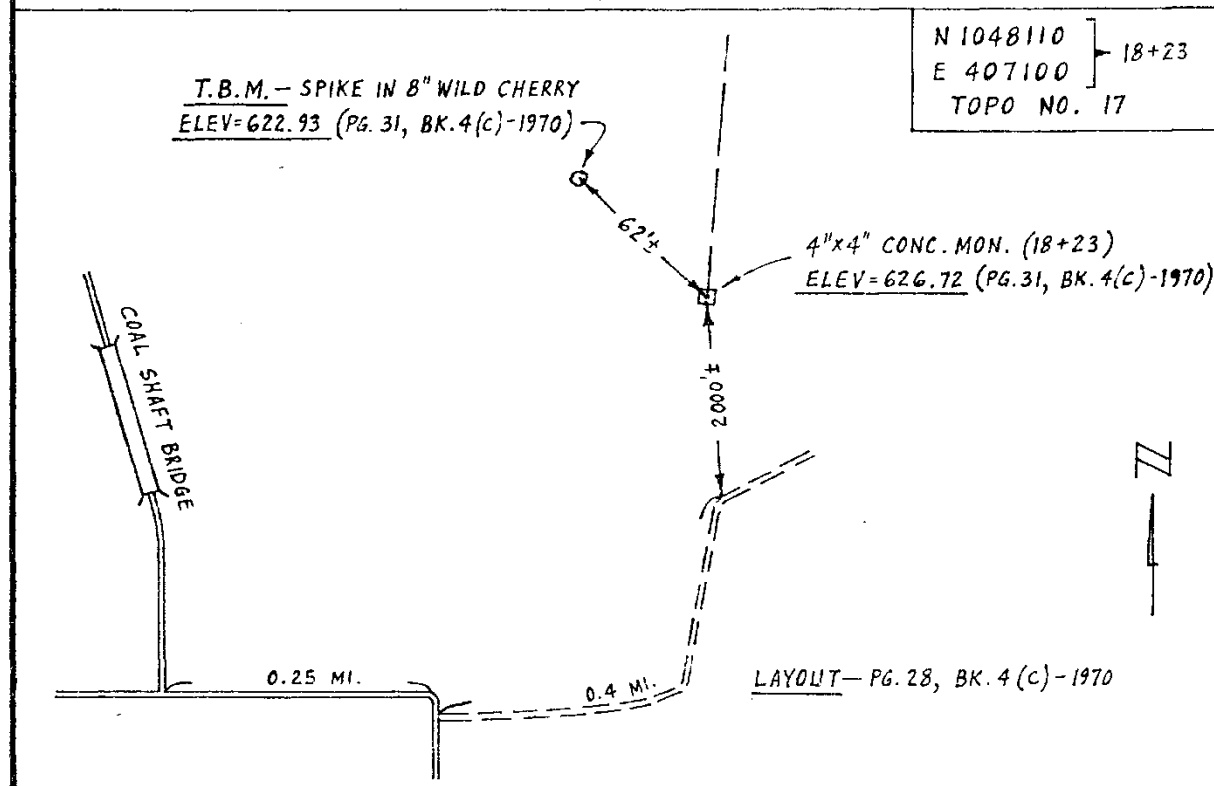 N 1048110
E 407100
18+23
TOPO NO. 17
T.B.M. - SPIKE IN 8" WILD CHERRY
ELEV=622.93 (PG. 31, BK. 4(C)-1970)
62'±
4"x4" CONC. MON. (18+23)
ELEV=626.72 (PG.31, BK. 4(C)-1970)
COAL SHAFT BRIDGE
2000'±
N
0.25 MI.
0.4 MI.
LAYOUT - PG. 28, BK. 4 (C) - 1970